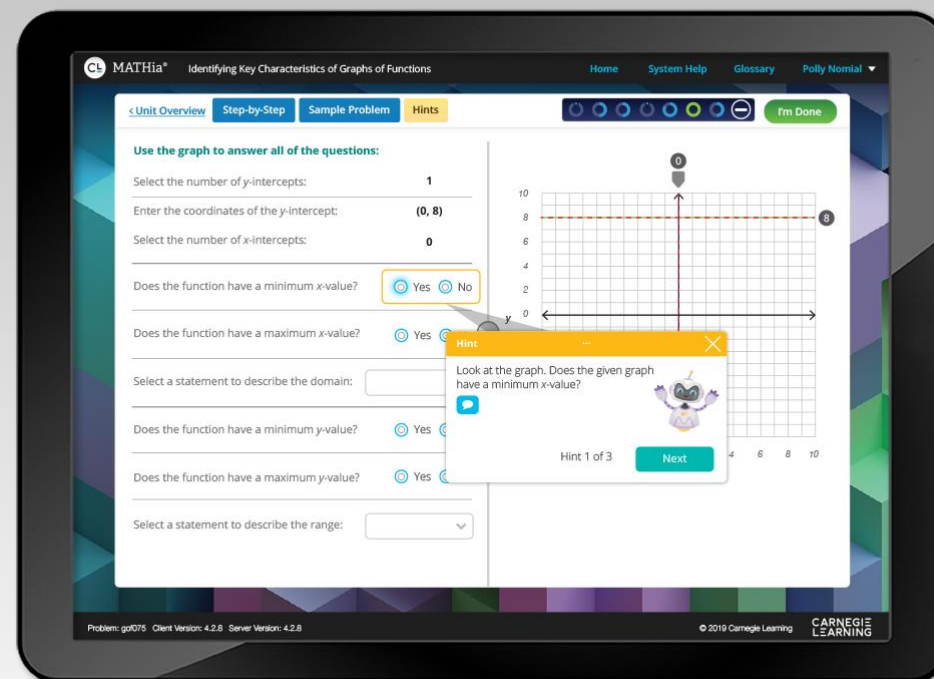 CL MATHia® Identifying Key Characteristics of Graphs of Functions Home System Help Glossary Polly Nomial
<Unit Overview Step-by-Step Sample Problem Hints I'm Done
Use the graph to answer all of the questions:
Select the number of y-intercepts: 1
Enter the coordinates of the y-intercept: (0, 8)
Select the number of x-intercepts: 0
Does the function have a minimum x-value? Yes No
Does the function have a maximum x-value? Yes
Select a statement to describe the domain:
Does the function have a minimum y-value? Yes
Does the function have a maximum y-value? Yes
Select a statement to describe the range:
0
10
8 8
6
4
2
0
y
Hint ...
Look at the graph. Does the given graph
have a minimum x-value?
Hint 1 of 3 Next
4 6 8 10
Problem: gof075 Client Version: 4.2.8 Server Version: 4.2.8 © 2019 Carnegie Learning
CARNEGIE
LEARNING